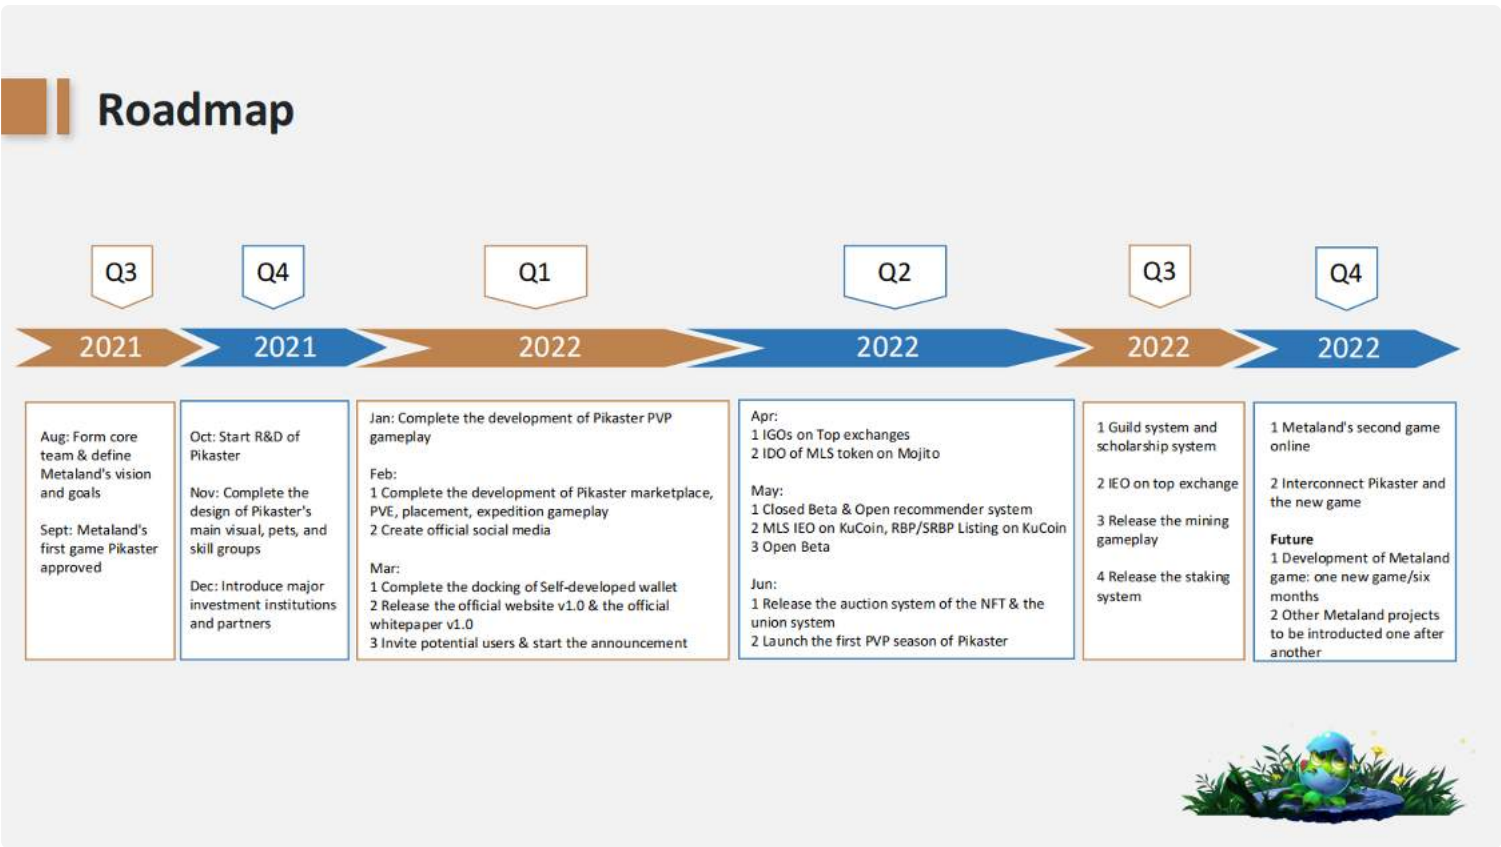 Roadmap
Q3
Q4
Q1
Q2
Q3
Q4
2021
2021
2022
2022
2022
2022
Aug: Form core
team & define
Metaland's vision
and goals
Sept: Metaland's
first game Pikaster
approved
Oct: Start R&D of
Pikaster
Nov: Complete the
design of Pikaster's
main visual, pets, and
skill groups
Dec: Introduce major
investment institutions
and partners
Jan: Complete the development of Pikaster PVP
gameplay
Feb:
1 Complete the development of Pikaster marketplace,
PVE, placement, expedition gameplay
2 Create official social media
Mar:
1 Complete the docking of Self-developed wallet
2 Release the official website v1.0 & the official
whitepaper v1.0
3 Invite potential users & start the announcement
Apr:
1 IGOs on Top exchanges
2 IDO of MLS token on Mojito
May:
1 Closed Beta & Open recommender system
2 MLS IEO on KuCoin, RBP/SRBP Listing on KuCoin
3 Open Beta
Jun:
1 Release the auction system of the NFT & the
union system
2 Launch the first PVP season of Pikaster
1 Guild system and
scholarship system
2 IEO on top exchange
3 Release the mining
gameplay
4 Release the staking
system
1 Metaland's second game
online
2 Interconnect Pikaster and
the new game
Future
1 Development of Metaland
game: one new game/six
months
2 Other Metaland projects
to be introducted one after
another